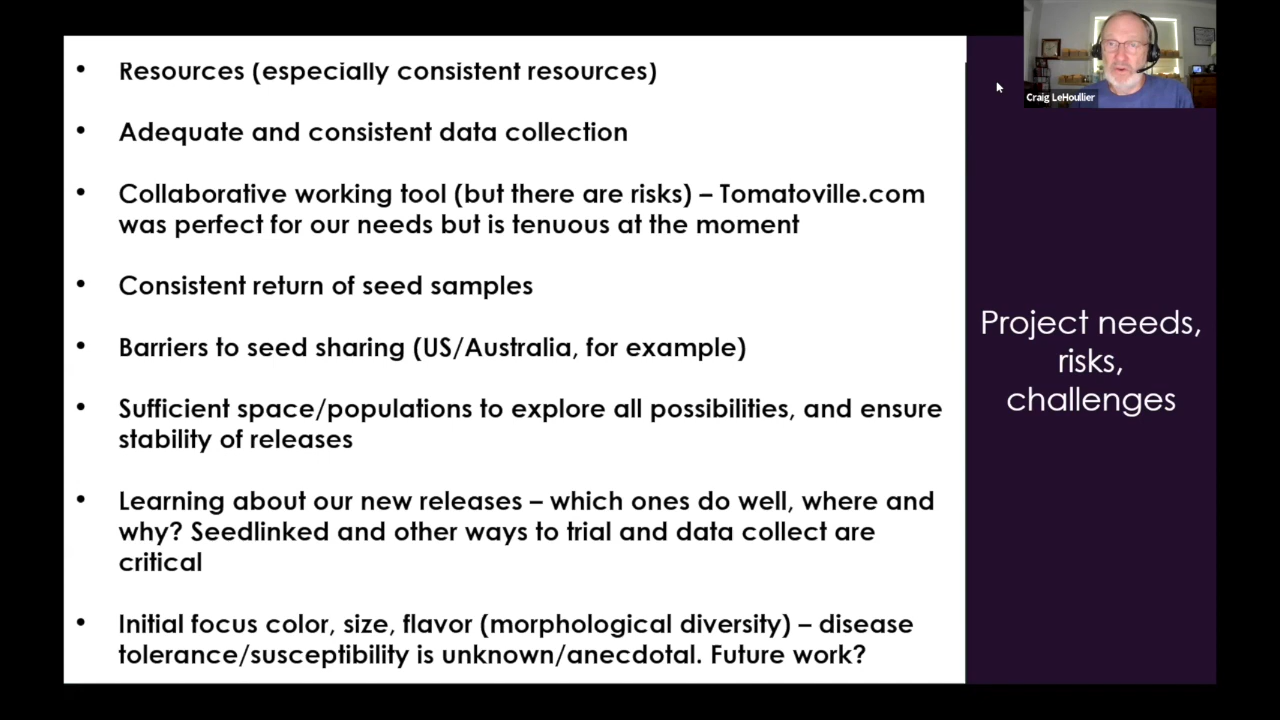 • Resources (especially consistent resources)
• Adequate and consistent data collection
• Collaborative working tool (but there are risks) – Tomatoville.com
was perfect for our needs but is tenuous at the moment
• Consistent return of seed samples
• Barriers to seed sharing (US/Australia, for example)
• Sufficient space/populations to explore all possibilities, and ensure
stability of releases
• Learning about our new releases – which ones do well, where and
why? Seedlinked and other ways to trial and data collect are
critical
• Initial focus color, size, flavor (morphological diversity) – disease
tolerance/susceptibility is unknown/anecdotal. Future work?
Project needs,
risks,
challenges
Craig LeHoullier